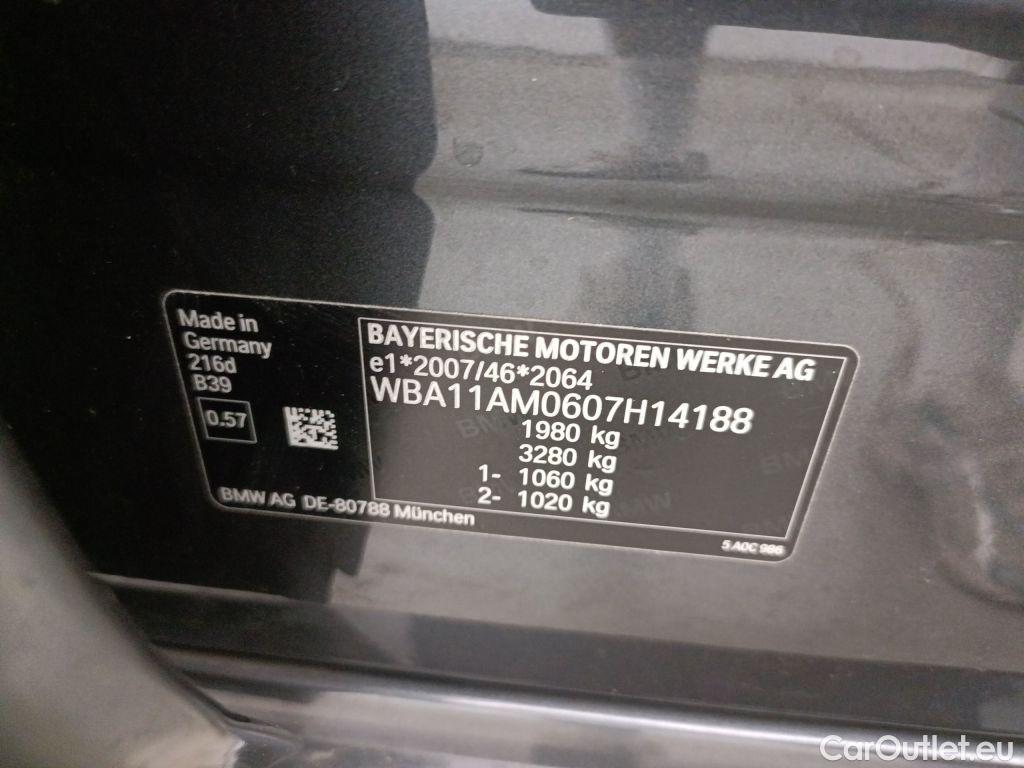 Made in
Germany
216d
B39
0.57
BMW AG DE-80788 München
BAYERISCHE MOTOREN WERKE AG
e1*2007/46*2064
WBA11AM0607H14188
1980 kg
3280 kg
1- 1060 kg
2- 1020 kg
5 A0C 986
CarOutlet.eu